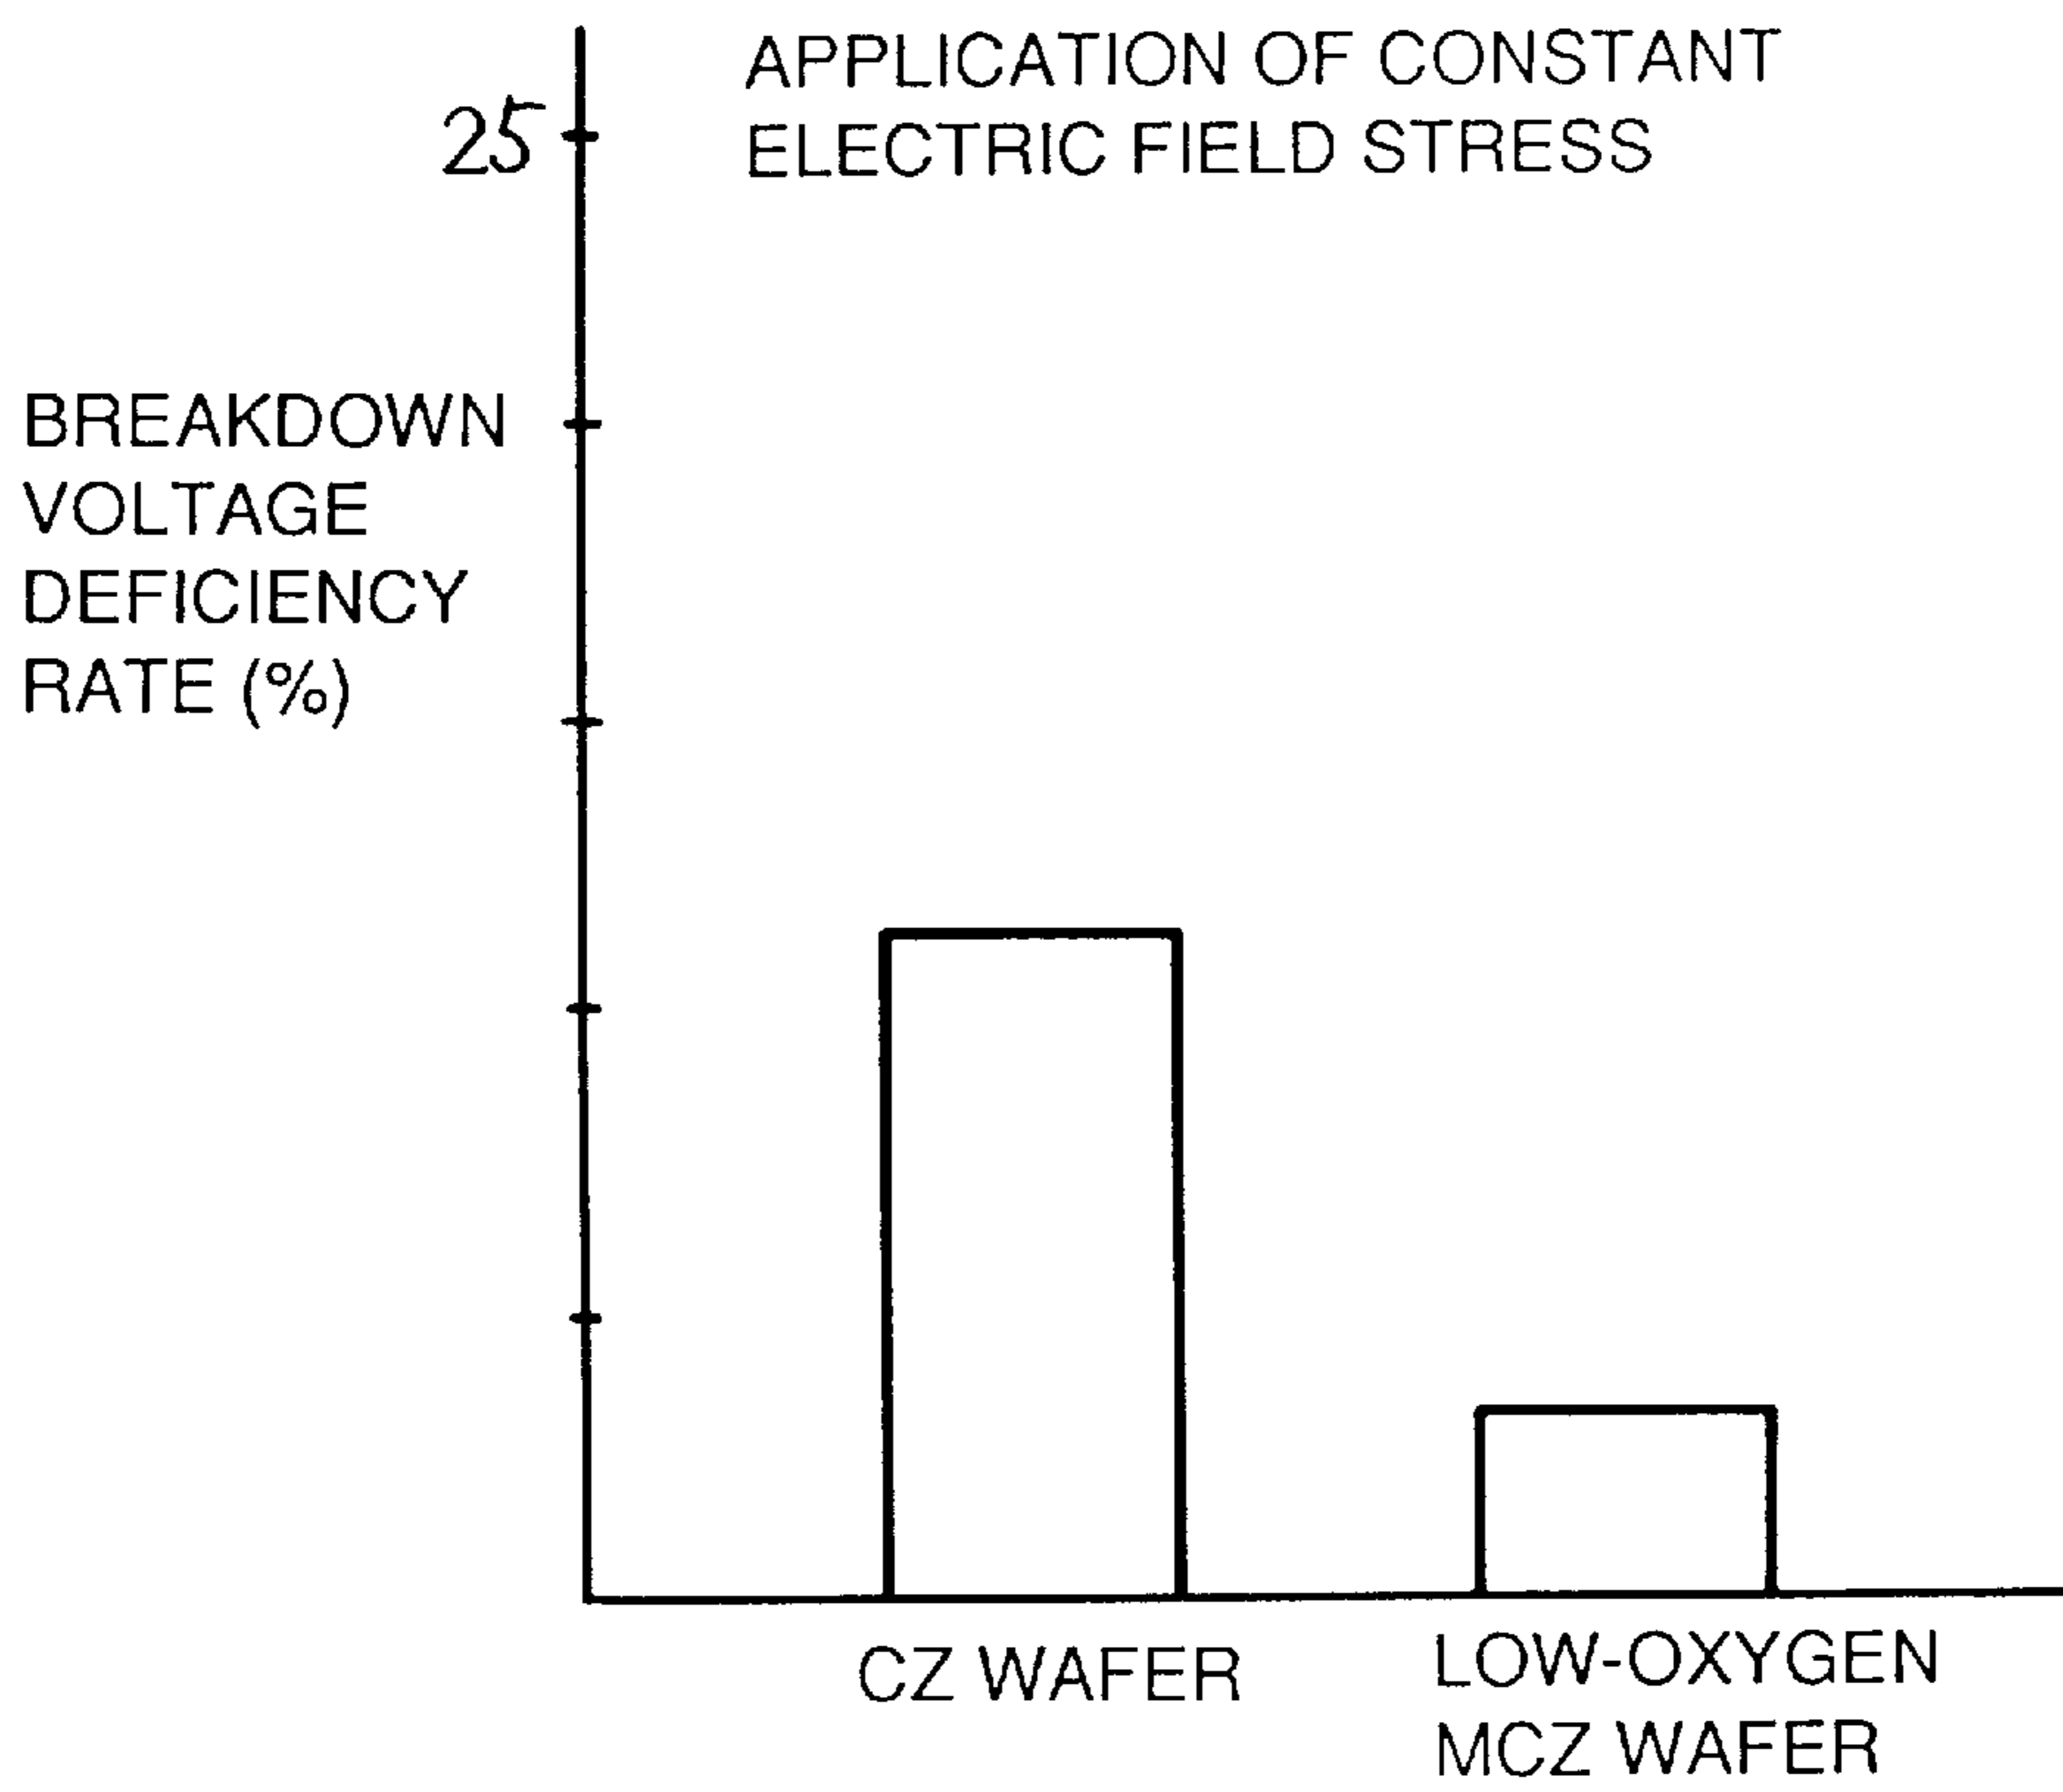 APPLICATION OF CONSTANT
ELECTRIC FIELD STRESS
25
BREAKDOWN
VOLTAGE
DEFICIENCY
RATE (%)
CZ WAFER
LOW-OXYGEN
MCZ WAFER